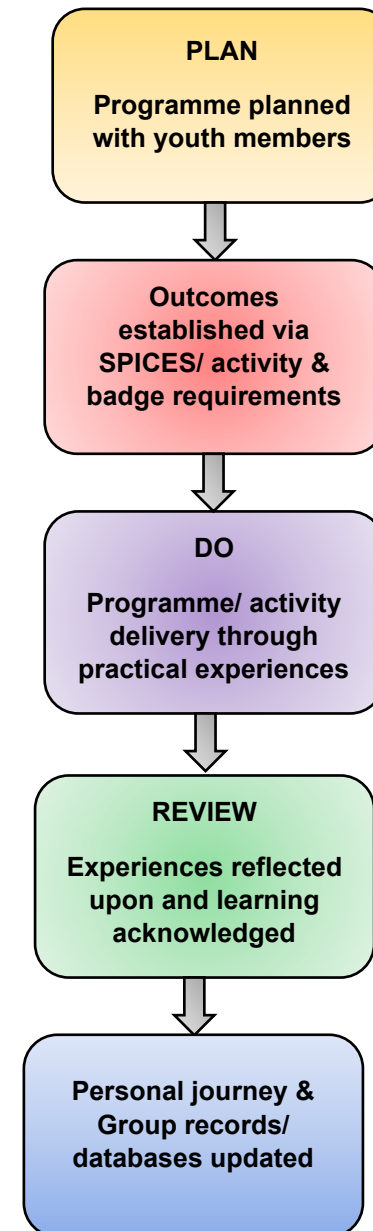 PLAN
Programme planned
with youth members
Outcomes
established via
SPICES/ activity &
badge requirements
DO
Programme/ activity
delivery through
practical experiences
REVIEW
Experiences reflected
upon and learning
acknowledged
Personal journey &
Group records/
databases updated